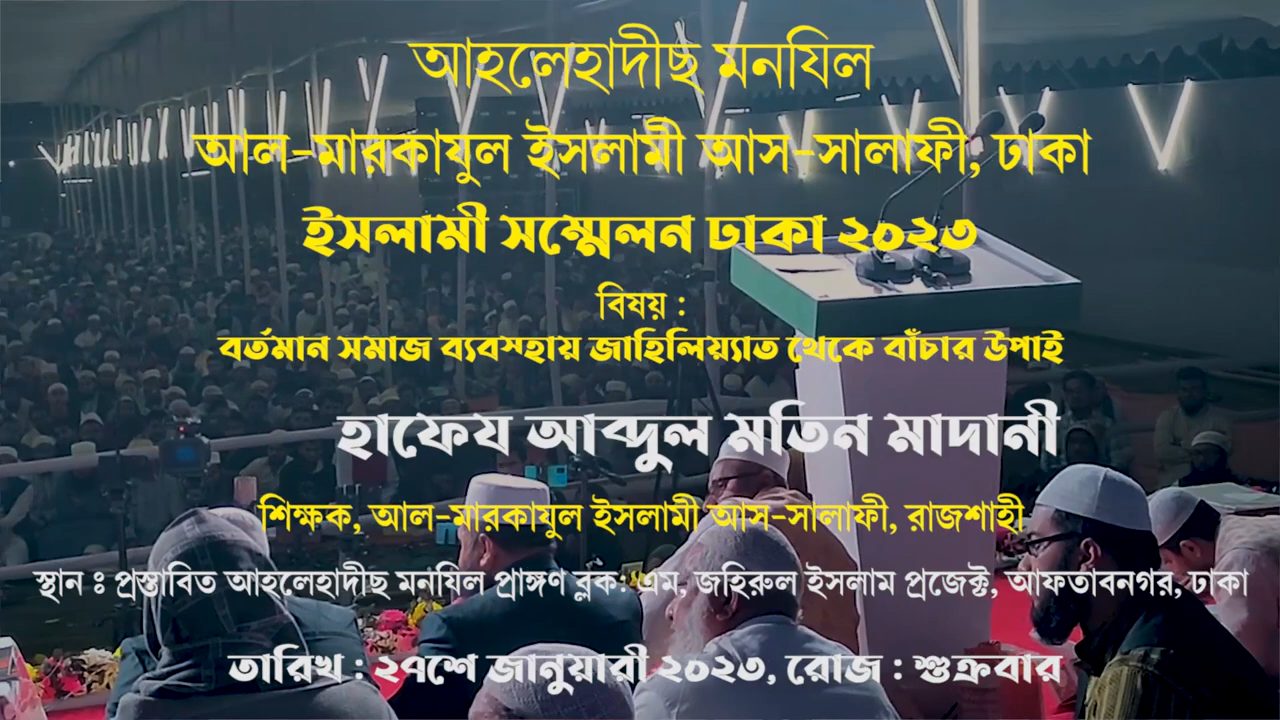 আহলেহাদীছ মনযিল
আল-মারকাযুল ইসলামী আস-সালাফী, ঢাকা
ইসলামী সম্মেলন ঢাকা ২০২৩
বিষয় :
বর্তমান সমাজ ব্যবস্হায় জাহিলিয়্যাত থেকে বাঁচার উপাই
হাফেয আব্দুল মতিন মাদানী
শিক্ষক, আল-মারকাযুল ইসলামী আস-সালাফী, রাজশাহী
স্থান ঃ প্রস্তাবিত আহলেহাদীছ মনযিল প্রাঙ্গণ ব্লক: এম, জহিরুল ইসলাম প্রজেক্ট, আফতাবনগর, ঢাকা
তারিখ : ২৭শে জানুয়ারী ২০২৩, রোজ : শুক্রবার